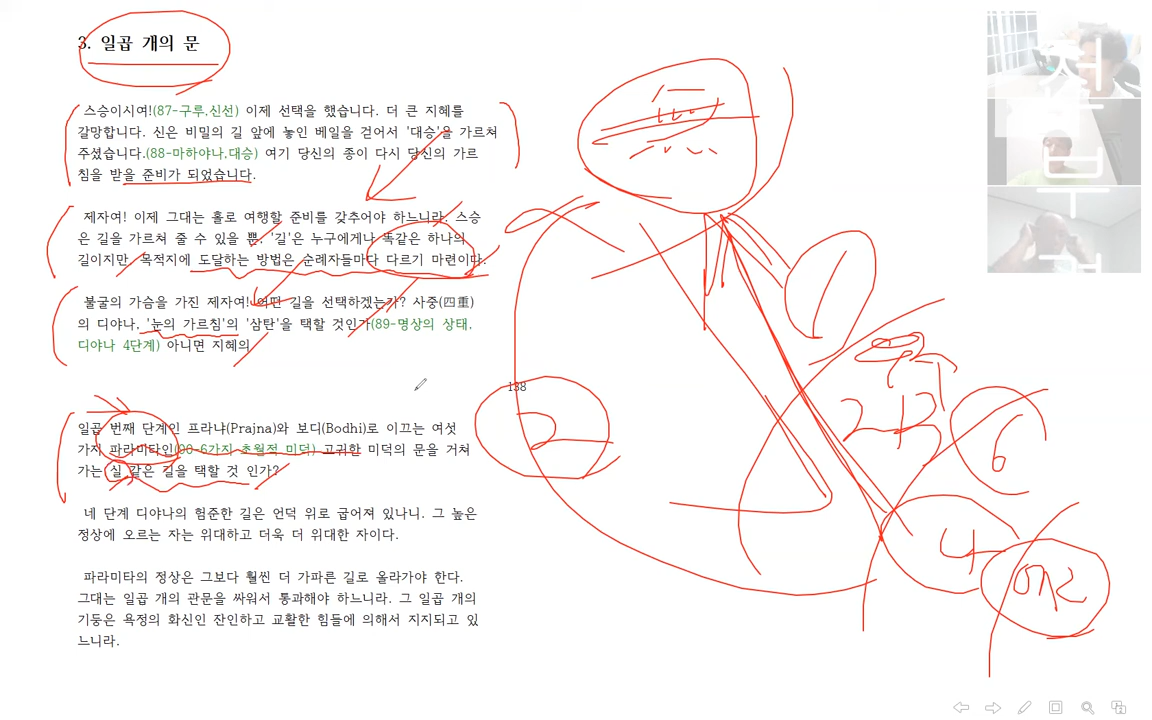 3. 일곱 개의 문
스승이시여!(87-구루,신선) 이제 선택을 했습니다. 더 큰 지혜를
갈망합니다. 신은 비밀의 길 앞에 놓인 베일을 걷어서 '대승'을 가르쳐
주셨습니다.(88-마하야나,대승) 여기 당신의 종이 다시 당신의 가르
침을 받을 준비가 되었습니다.
제자여! 이제 그대는 홀로 여행할 준비를 갖추어야 하느니라. 스승
은 길을 가르쳐 줄 수 있을 뿐. '길'은 누구에게나 똑같은 하나의
길이지만 목적지에 도달하는 방법은 순례자들마다 다르기 마련이다.
불굴의 가슴을 가진 제자여! 어떤 길을 선택하겠는가? 사중(四重)
의 디야나, '눈의 가르침'의 '삼탄'을 택할 것인가(89-명상의 상태,
디야나 4단계) 아니면 지혜의
138
일곱 번째 단계인 프라냐(Prajna)와 보디(Bodhi)로 이끄는 여섯
가지 파라미타인(90-6가지 초월적 미덕) 고귀한 미덕의 문을 거쳐
가는 실 같은 길을 택할 것 인가?
네 단계 디야나의 험준한 길은 언덕 위로 굽어져 있나니. 그 높은
정상에 오르는 자는 위대하고 더욱 더 위대한 자이다.
파라미타의 정상은 그보다 훨씬 더 가파른 길로 올라가야 한다.
그대는 일곱 개의 관문을 싸워서 통과해야 하느니라. 그 일곱 개의
기둥은 욕정의 화신인 잔인하고 교활한 힘들에 의해서 지지되고 있
느니라.
2
6
4